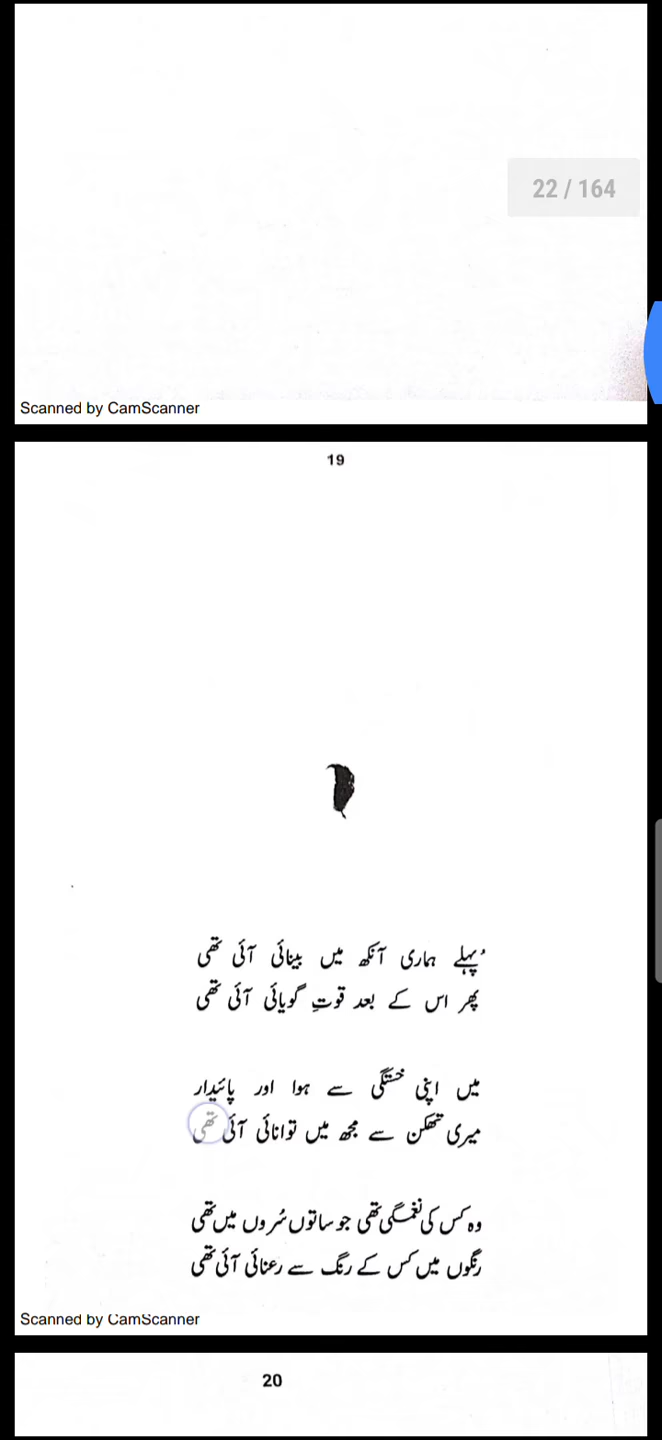 22 / 164
Scanned by CamScanner
19
پہلے ہماری آنکھ میں بینائی آئی تھی
پھر اس کے بعد قوتِ گویائی آئی تھی
میں اپنی خستگی سے ہوا اور پائیدار
میری تھکن سے مجھ میں توانائی آئی تھی
وہ کس کی نغمگی تھی جو ساتوں سُروں میں تھی
رنگوں میں کس کے رنگ سے رعنائی آئی تھی
Scanned by CamScanner
20